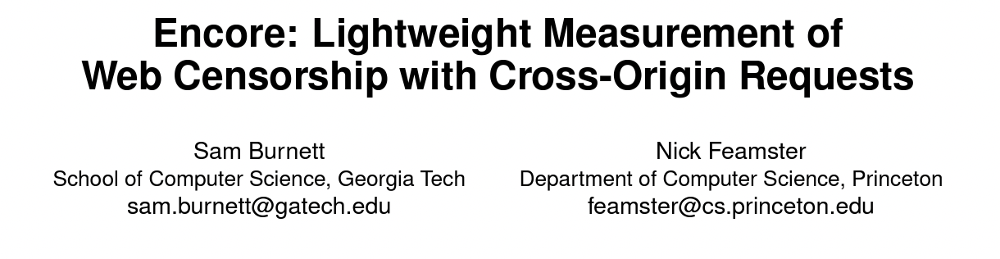 Encore: Lightweight Measurement of
Web Censorship with Cross-Origin Requests
Sam Burnett
School of Computer Science, Georgia Tech
sam.burnett@gatech.edu
Nick Feamster
Department of Computer Science, Princeton
feamster@cs.princeton.edu